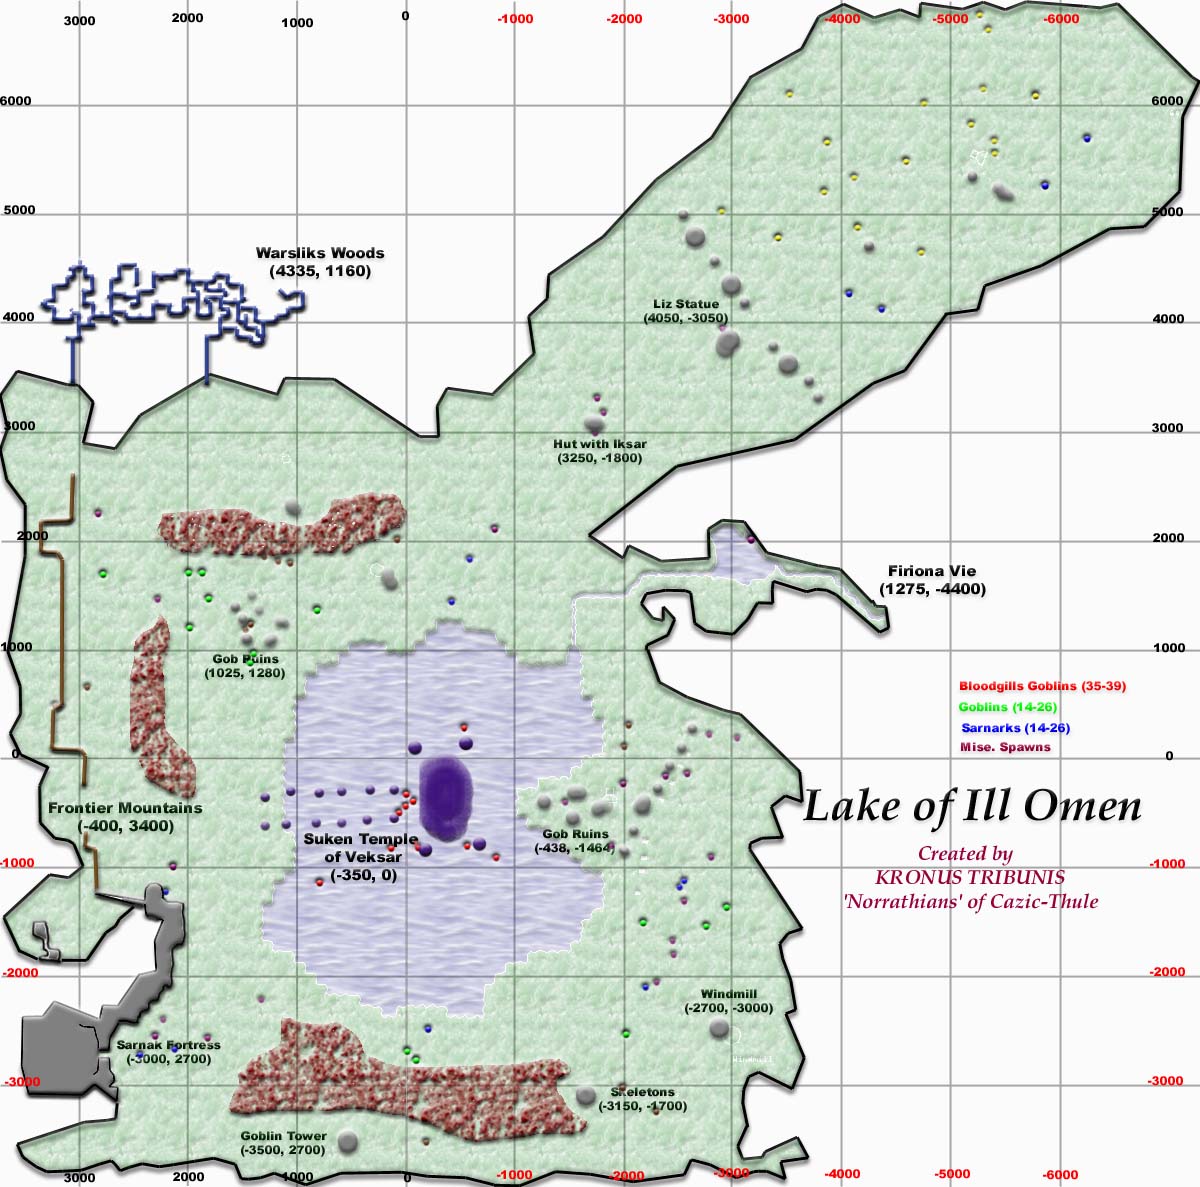 3000 2000 1000 0 -1000 -2000 -3000 -4000 -5000 -6000
6000 6000
5000 5000
Warsliks Woods
(4335, 1160)
Liz Statue
(4050, -3050)
4000 4000
3000 3000
Hut with Iksar
(3250, -1800)
2000 2000
Firiona Vie
(1275, -4400)
1000 1000
Gob Ruins
(1025, 1280)
Bloodgills Goblins (35-39)
Goblins (14-26)
Sarnarks (14-26)
Mise. Spawns
0 0
Frontier Mountains
(-400, 3400)
Lake of Ill Omen
Suken Temple
of Veksar
(-350, 0)
Gob Ruins
(-438, -1464)
Created by
KRONUS TRIBUNIS
'Norrathians' of Cazic-Thule
-1000 -1000
-2000 -2000
Windmill
(-2700, -3000)
Windmill
Sarnak Fortress
(-3000, 2700)
-3000 -3000
Skeletons
(-3150, -1700)
Goblin Tower
(-3500, 2700)
3000 2000 1000 0 -1000 -2000 -3000 -4000 -5000 -6000